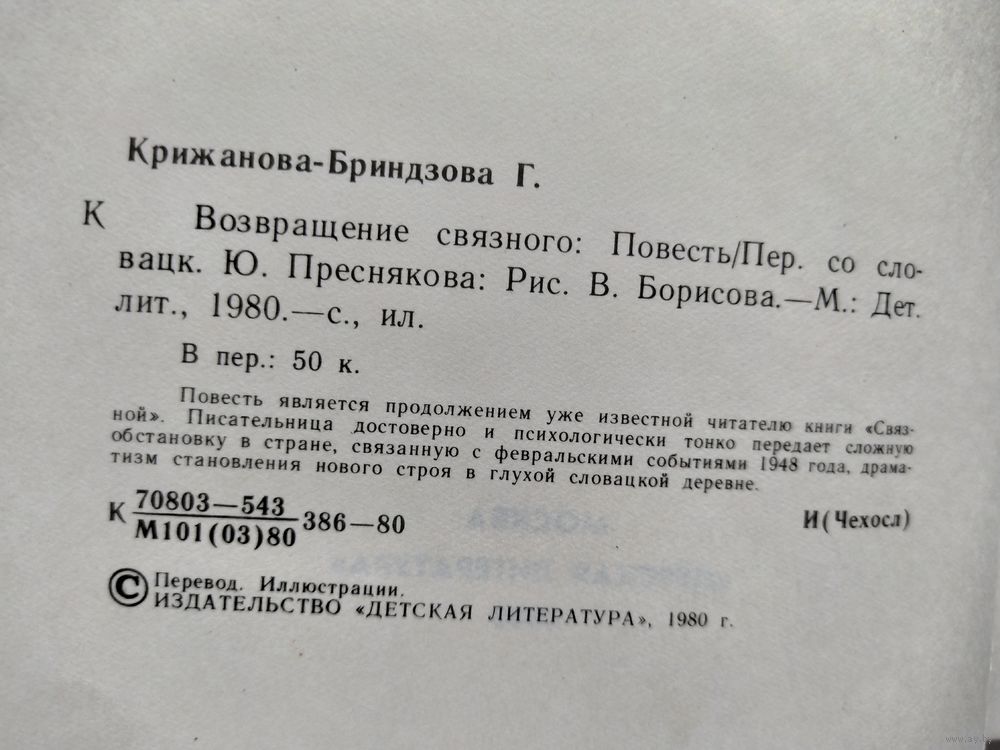 Крижанова-Бриндзова Г.
К Возвращение связного: Повесть/Пер. со сло-
вацк. Ю. Преснякова: Рис. В. Борисова.—М.: Дет.
лит., 1980.—с., ил.
В пер.: 50 к.
Повесть является продолжением уже известной читателю книги «Связ-
ной». Писательница достоверно и психологически тонко передает сложную
обстановку в стране, связанную с февральскими событиями 1948 года, драма-
тизм становления нового строя в глухой словацкой деревне.
К 70803—543
М101(03)80 386—80
И(Чехосл)
© Перевод. Иллюстрации.
ИЗДАТЕЛЬСТВО «ДЕТСКАЯ ЛИТЕРАТУРА», 1980 г.
www.ay.by